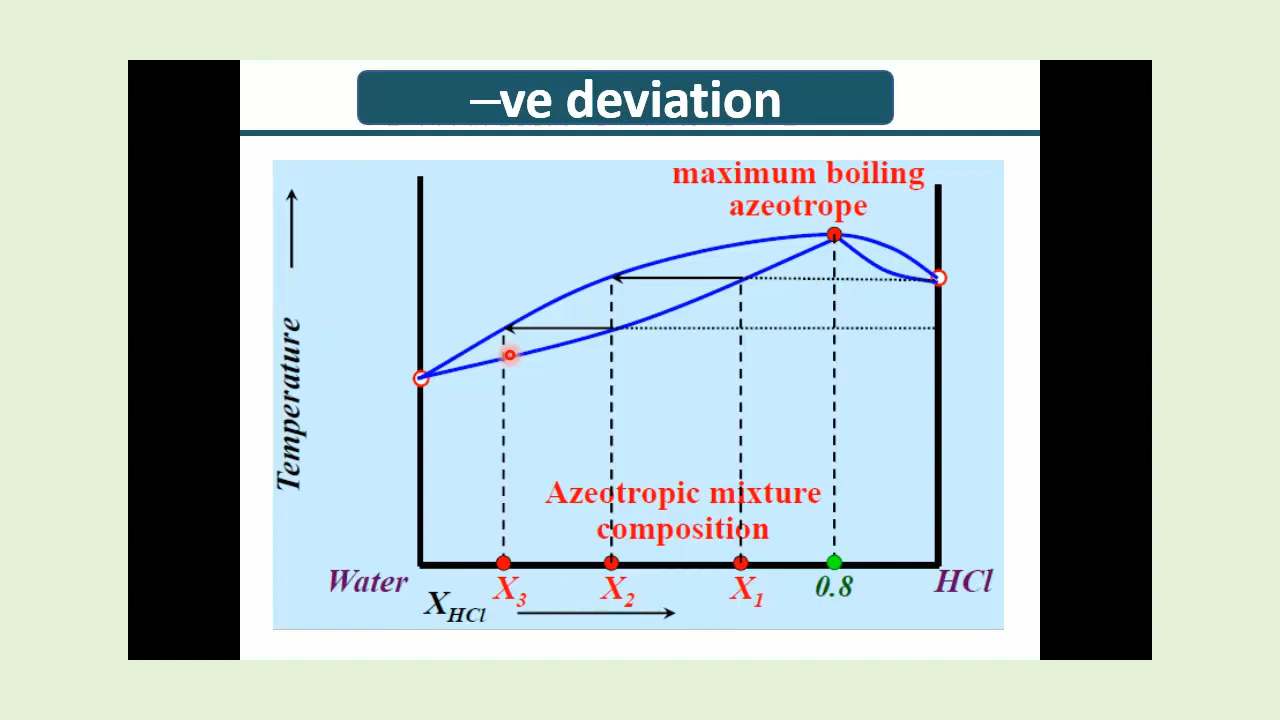 –ve deviation
maximum boiling
azeotrope
Temperature
Azeotropic mixture
composition
Water
X3
X2
X1
0.8
HCl
XHCl